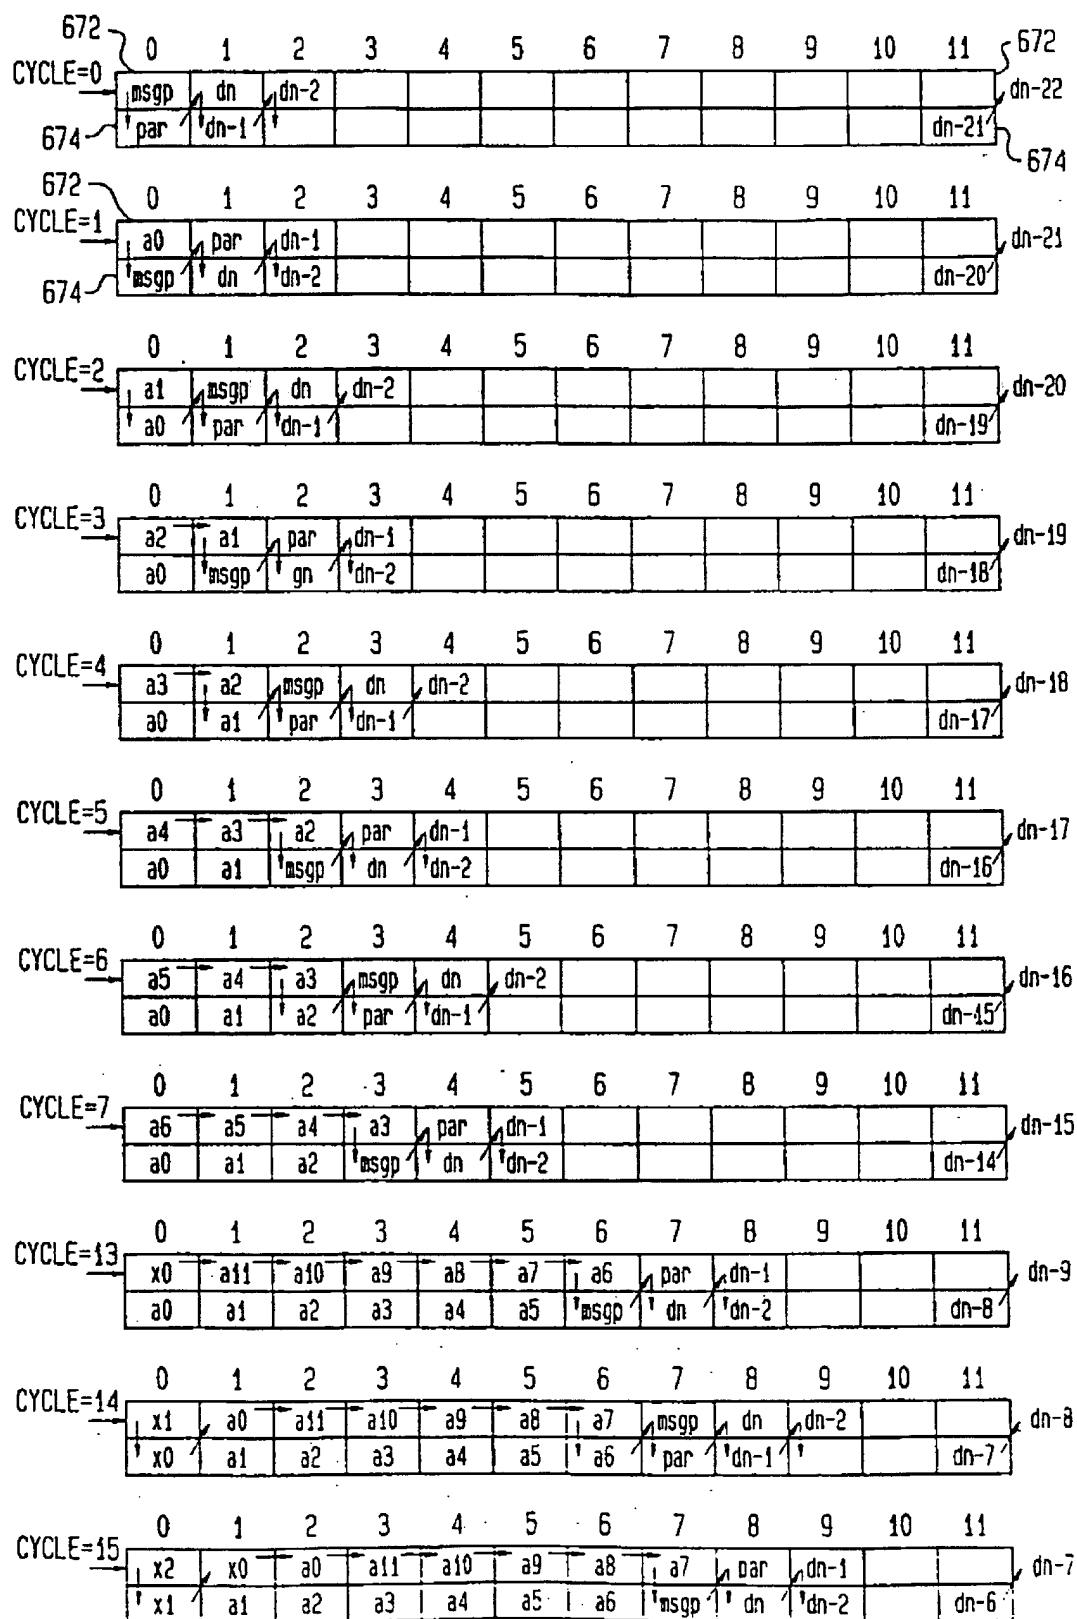 672 0 1 2 3 4 5 6 7 8 9 10 11 672
CYCLE=0 msgp dn dn-2 dn-22
674 par dn-1 dn-21 674
672 0 1 2 3 4 5 6 7 8 9 10 11
CYCLE=1 a0 par dn-1 dn-21
674 msgp dn dn-2 dn-20
0 1 2 3 4 5 6 7 8 9 10 11
CYCLE=2 a1 msgp dn dn-2 dn-20
a0 par dn-1 dn-19
0 1 2 3 4 5 6 7 8 9 10 11
CYCLE=3 a2 a1 par dn-1 dn-19
a0 msgp gn dn-2 dn-18
0 1 2 3 4 5 6 7 8 9 10 11
CYCLE=4 a3 a2 msgp dn dn-2 dn-18
a0 a1 par dn-1 dn-17
0 1 2 3 4 5 6 7 8 9 10 11
CYCLE=5 a4 a3 a2 par dn-1 dn-17
a0 a1 msgp dn dn-2 dn-16
0 1 2 3 4 5 6 7 8 9 10 11
CYCLE=6 a5 a4 a3 msgp dn dn-2 dn-16
a0 a1 a2 par dn-1 dn-15
0 1 2 3 4 5 6 7 8 9 10 11
CYCLE=7 a6 a5 a4 a3 par dn-1 dn-15
a0 a1 a2 msgp dn dn-2 dn-14
0 1 2 3 4 5 6 7 8 9 10 11
CYCLE=13 x0 a11 a10 a9 a8 a7 a6 par dn-1 dn-9
a0 a1 a2 a3 a4 a5 msgp dn dn-2 dn-8
0 1 2 3 4 5 6 7 8 9 10 11
CYCLE=14 x1 a0 a11 a10 a9 a8 a7 msgp dn dn-2 dn-8
x0 a1 a2 a3 a4 a5 a6 par dn-1 dn-7
0 1 2 3 4 5 6 7 8 9 10 11
CYCLE=15 x2 x0 a0 a11 a10 a9 a8 a7 par dn-1 dn-7
x1 a1 a2 a3 a4 a5 a6 msgp dn dn-2 dn-6